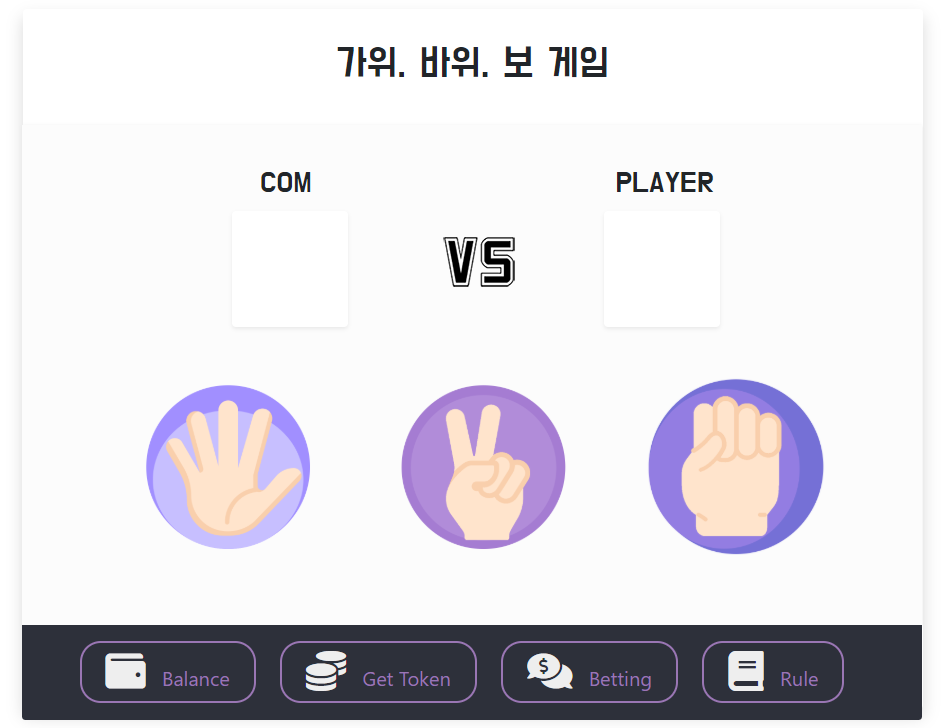 가위. 바위. 보 게임
COM
PLAYER
VS
$
Balance
Get Token
Betting
Rule